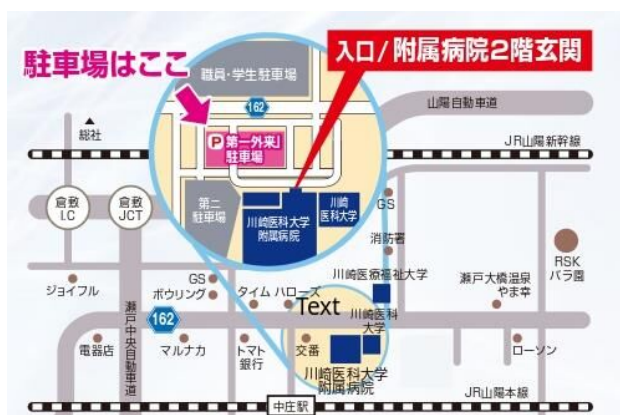 駐車場はここ
入口/附属病院2階玄関
職員・学生駐車場
162
山陽自動車道
総社
JR山陽新幹線
P 第一外来
駐車場
倉敷
I.C
倉敷
JCT
第二
駐車場
川崎医科大学
附属病院
川崎
医科大学
GS
消防署
川崎医療福祉大学
RSK
バラ園
ジョイフル
瀬戸中央自動車道
GS
ボウリング
タイム
ハローズ
Text
瀬戸大橋温泉
やま幸
162
川崎医科
大学
電器店
マルナカ
トマト
銀行
交番
川崎医科大学
附属病院
ローソン
中庄駅
JR山陽本線